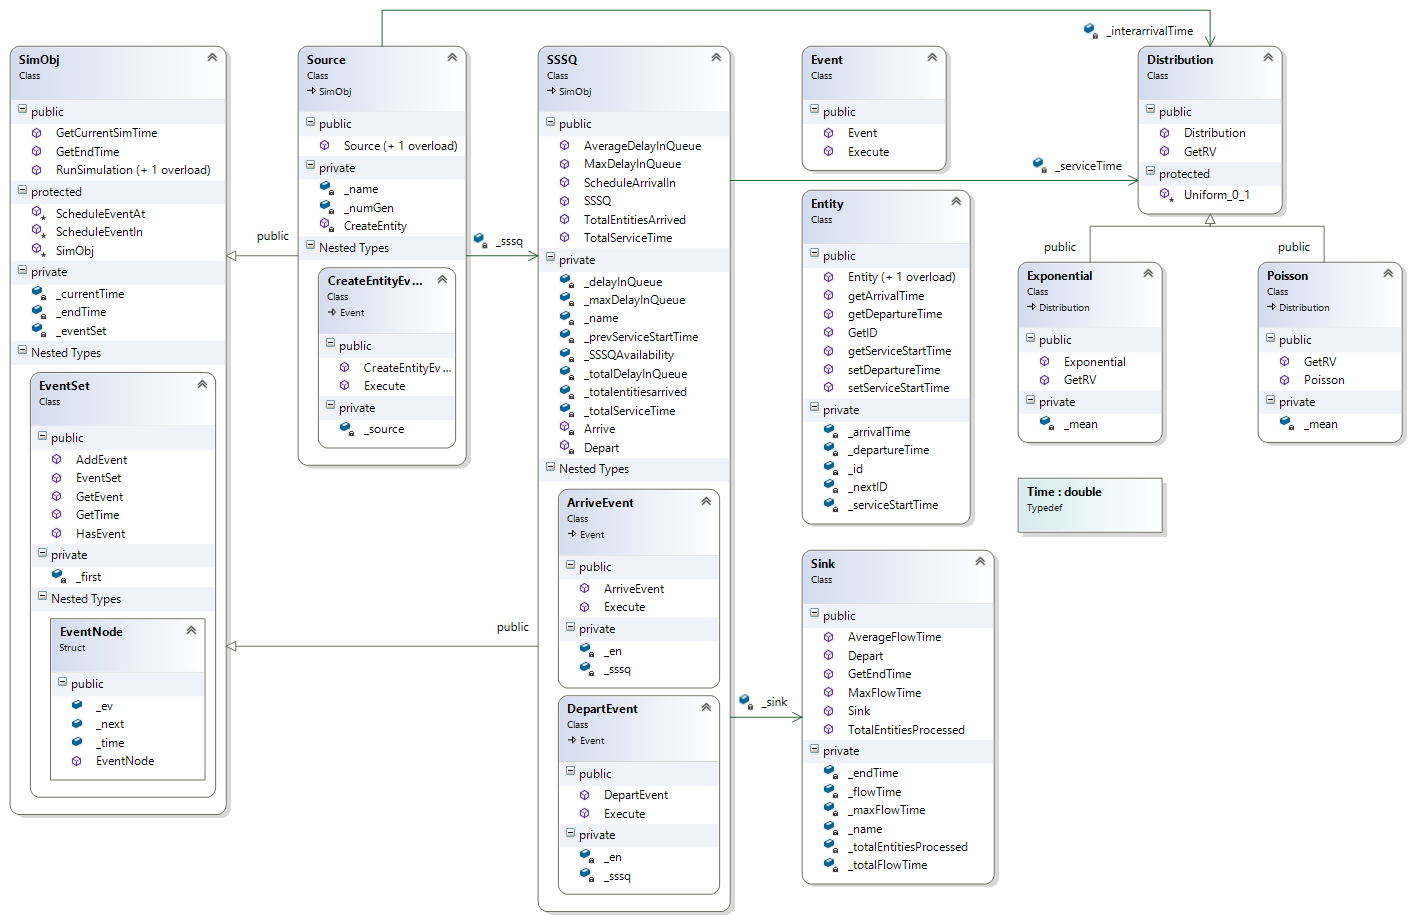 _interarrivalTime
SimObj
Class
public
GetCurrentSimTime
GetEndTime
RunSimulation (+ 1 overload)
protected
ScheduleEventAt
ScheduleEventIn
SimObj
private
_currentTime
_endTime
_eventSet
Nested Types
EventSet
Class
public
AddEvent
EventSet
GetEvent
GetTime
HasEvent
private
_first
Nested Types
EventNode
Struct
public
_ev
_next
_time
EventNode
public
Source
Class
SimObj
public
Source (+ 1 overload)
private
_name
_numGen
CreateEntity
Nested Types
CreateEntityEv...
Class
Event
public
CreateEntityEv...
Execute
private
_source
_sssq
public
SSSQ
Class
SimObj
public
AverageDelayInQueue
MaxDelayInQueue
ScheduleArrivalIn
SSSQ
TotalEntitiesArrived
TotalServiceTime
private
_delayInQueue
_maxDelayInQueue
_name
_prevServiceStartTime
_SSSQAvailability
_totalDelayInQueue
_totalentitiesarrived
_totalServiceTime
Arrive
Depart
Nested Types
ArriveEvent
Class
Event
public
ArriveEvent
Execute
private
_en
_sssq
DepartEvent
Class
Event
public
DepartEvent
Execute
private
_en
_sssq
_sink
Event
Class
public
Event
Execute
_serviceTime
Entity
Class
public
Entity (+ 1 overload)
getArrivalTime
getDepartureTime
GetID
getServiceStartTime
setDepartureTime
setServiceStartTime
private
_arrivalTime
_departureTime
_id
_nextID
_serviceStartTime
Sink
Class
public
AverageFlowTime
Depart
GetEndTime
MaxFlowTime
Sink
TotalEntitiesProcessed
private
_endTime
_flowTime
_maxFlowTime
_name
_totalEntitiesProcessed
_totalFlowTime
Distribution
Class
public
Distribution
GetRV
protected
Uniform_0_1
public
public
Exponential
Class
Distribution
public
Exponential
GetRV
private
_mean
Poisson
Class
Distribution
public
GetRV
Poisson
private
_mean
Time : double
Typedef